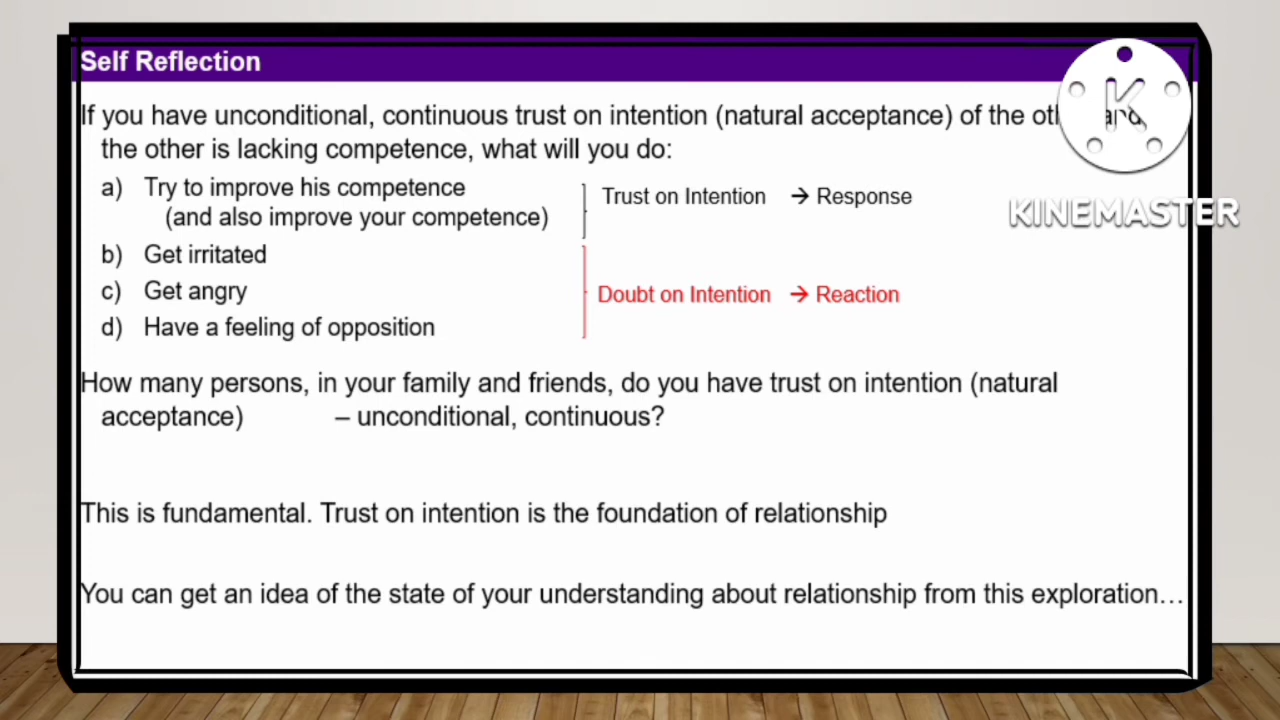 Self Reflection
If you have unconditional, continuous trust on intention (natural acceptance) of the
the other is lacking competence, what will you do:
a) Try to improve his competence
(and also improve your competence)
Trust on Intention → Response
b) Get irritated
c) Get angry
d) Have a feeling of opposition
Doubt on Intention → Reaction
How many persons, in your family and friends, do you have trust on intention (natural
acceptance) – unconditional, continuous?
This is fundamental. Trust on intention is the foundation of relationship
You can get an idea of the state of your understanding about relationship from this exploration…
K
KINEMASTER